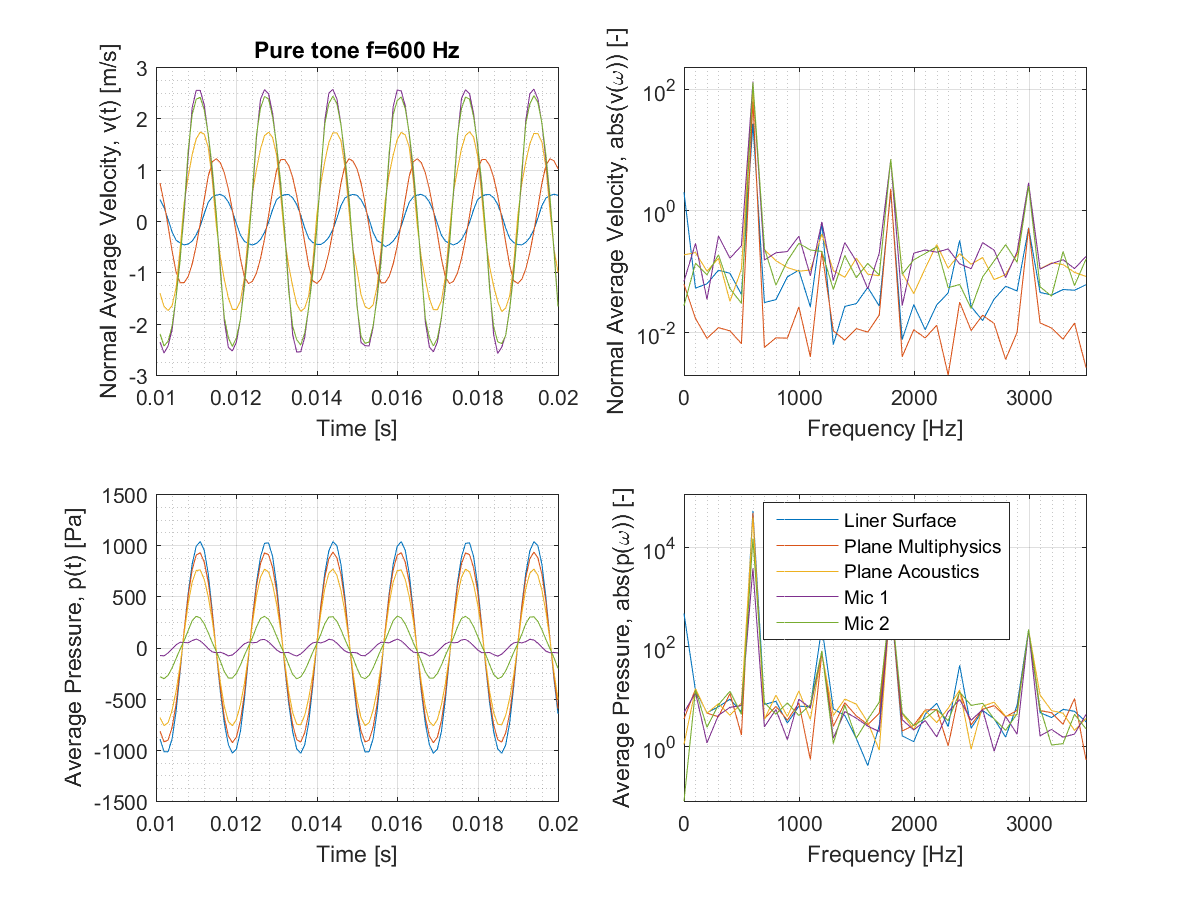 Pure tone f=600 Hz
Normal Average Velocity, v(t) [m/s]
3
2
1
0
-1
-2
-3
0.01
0.012
0.014
0.016
0.018
0.02
Time [s]
Normal Average Velocity, abs(v(ω)) [-]
10^2
10^0
10^-2
0
1000
2000
3000
Frequency [Hz]
Average Pressure, p(t) [Pa]
1500
1000
500
0
-500
-1000
-1500
0.01
0.012
0.014
0.016
0.018
0.02
Time [s]
Average Pressure, abs(p(ω)) [-]
10^4
10^2
10^0
Liner Surface
Plane Multiphysics
Plane Acoustics
Mic 1
Mic 2
0
1000
2000
3000
Frequency [Hz]